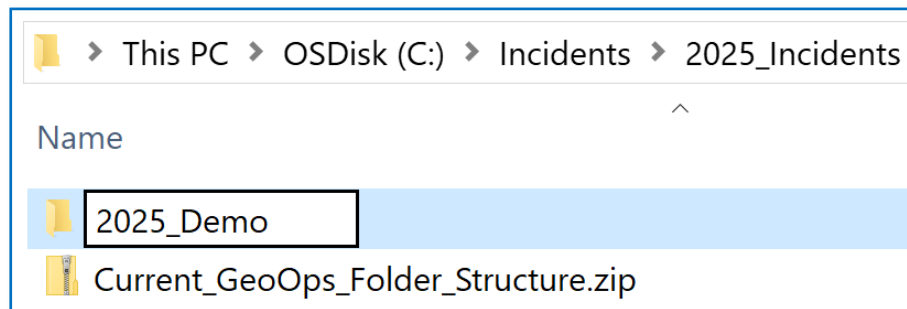 This PC > OSDisk (C:) > Incidents > 2025_Incidents
Name
2025_Demo
Current_GeoOps_Folder_Structure.zip